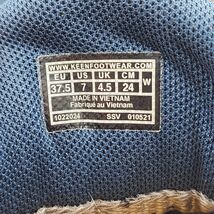 WWW.KEENFOOTWEAR.COM
EU US UK CM W
37.5 7 4.5 24
MADE IN VIETNAM
Fabriqué au Vietnam
1022024 SSV 010521